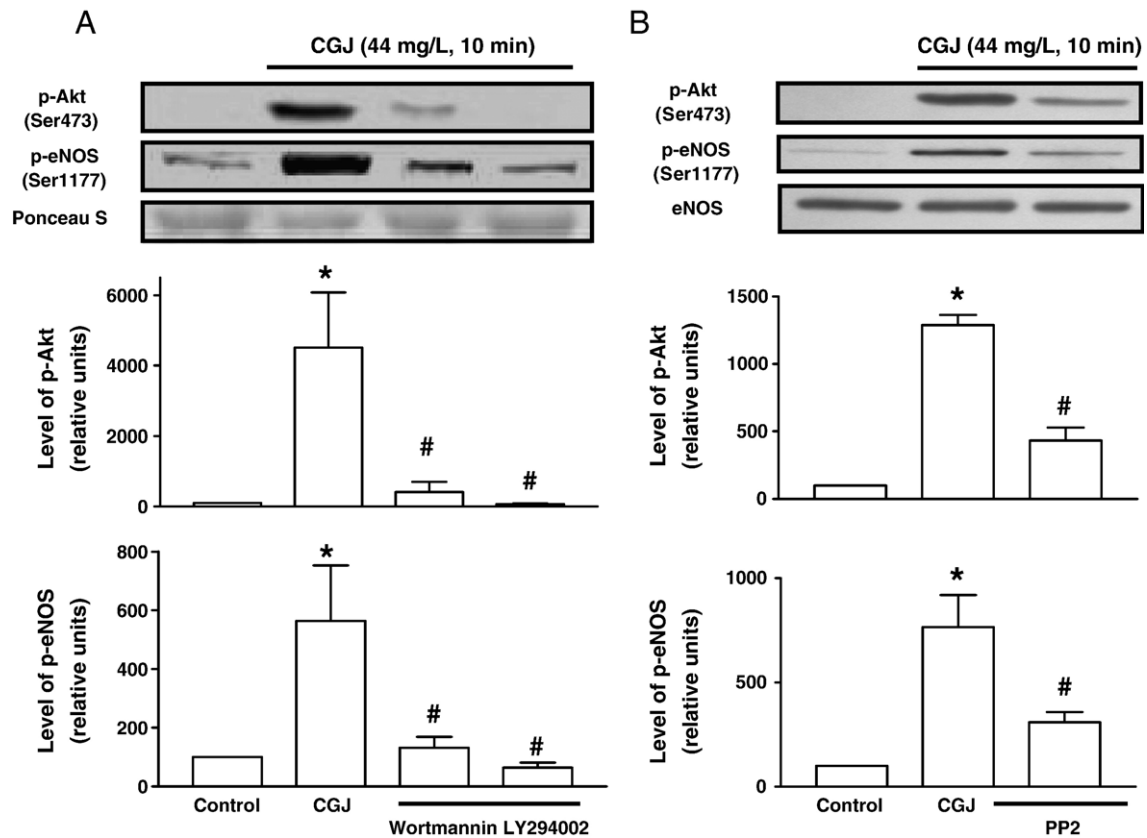 A
CGJ (44 mg/L, 10 min)
p-Akt
(Ser473)
p-eNOS
(Ser1177)
Ponceau S
*
6000
4000
2000
0
Level of p-Akt
(relative units)
#
#
*
800
600
400
200
0
Level of p-eNOS
(relative units)
#
#
Control
CGJ
Wortmannin LY294002
B
CGJ (44 mg/L, 10 min)
p-Akt
(Ser473)
p-eNOS
(Ser1177)
eNOS
1500
1000
500
0
Level of p-Akt
(relative units)
*
#
1000
500
0
Level of p-eNOS
(relative units)
*
#
Control
CGJ
PP2